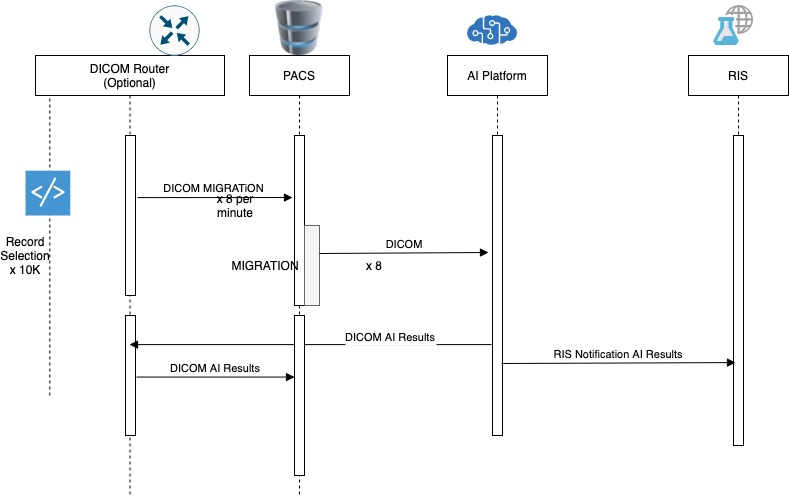 DICOM Router
(Optional)
PACS
AI Platform
RIS
</>
DICOM MIGRATiON
x 8 per
minute
Record
Selection
x 10K
DICOM
MIGRATION
x 8
DICOM AI Results
RIS Notification AI Results
DICOM AI Results